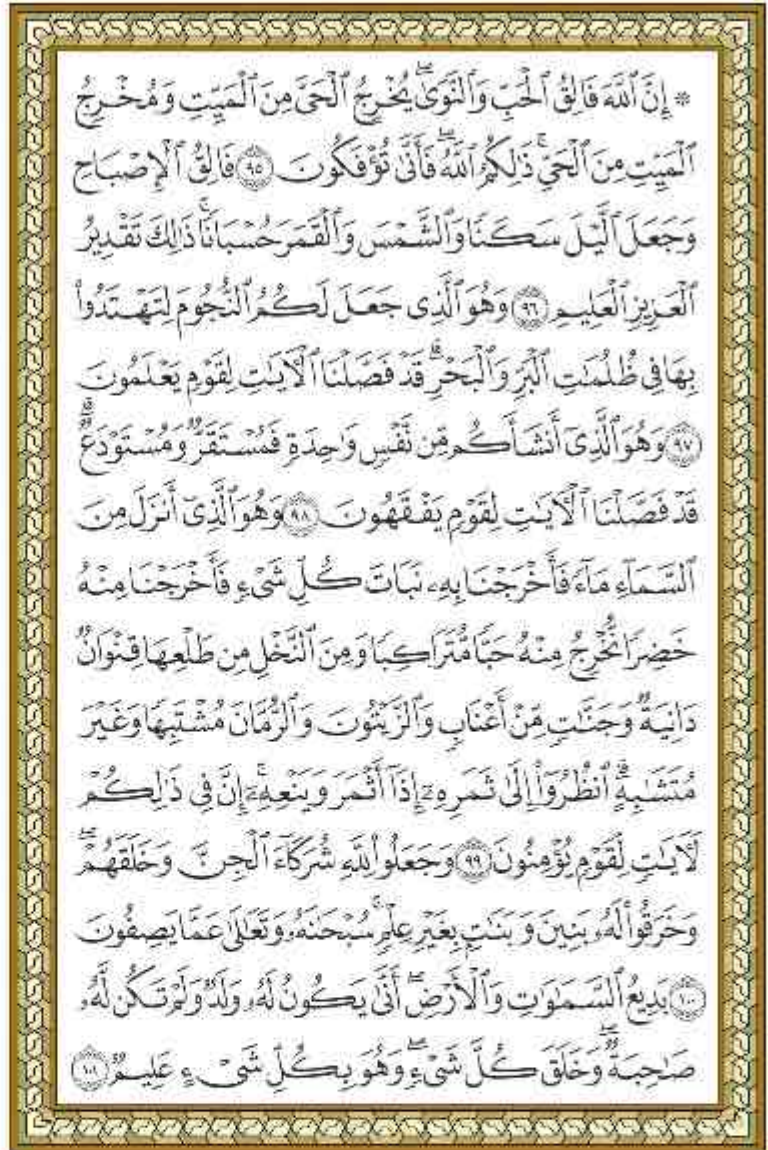 ۞ إِنَّ ٱللَّهَ فَالِقُ ٱلْحَبِّ وَٱلنَّوَىٰۖ يُخْرِجُ ٱلْحَىَّ مِنَ ٱلْمَيِّتِ وَمُخْرِجُ
ٱلْمَيِّتِ مِنَ ٱلْحَىِّۚ ذَٰلِكُمُ ٱللَّهُۖ فَأَنَّىٰ تُؤْفَكُونَ ٩٥ فَالِقُ ٱلْإِصْبَاحِ
وَجَعَلَ ٱلَّيْلَ سَكَنًا وَٱلشَّمْسَ وَٱلْقَمَرَ حُسْبَانًاۚ ذَٰلِكَ تَقْدِيرُ
ٱلْعَزِيزِ ٱلْعَلِيمِ ٩٦ وَهُوَ ٱلَّذِى جَعَلَ لَكُمُ ٱلنُّجُومَ لِتَهْتَدُوا۟
بِهَا فِى ظُلُمَٰتِ ٱلْبَرِّ وَٱلْبَحْرِۗ قَدْ فَصَّلْنَا ٱلْءَايَٰتِ لِقَوْمٍ يَعْلَمُونَ
٩٧ وَهُوَ ٱلَّذِىٓ أَنشَأَكُم مِّن نَّفْسٍ وَٰحِدَةٍ فَمُسْتَقَرٌّ وَمُسْتَوْدَعٌۗ
قَدْ فَصَّلْنَا ٱلْءَايَٰتِ لِقَوْمٍ يَفْقَهُونَ ٩٨ وَهُوَ ٱلَّذِىٓ أَنزَلَ مِنَ
ٱلسَّمَآءِ مَآءً فَأَخْرَجْنَا بِهِۦ نَبَاتَ كُلِّ شَىْءٍ فَأَخْرَجْنَا مِنْهُ
خَضِرًا نُّخْرِجُ مِنْهُ حَبًّا مُّتَرَاكِبًا وَمِنَ ٱلنَّخْلِ مِن طَلْعِهَا قِنْوَانٌ
دَانِيَةٌ وَجَنَّٰتٍ مِّنْ أَعْنَابٍ وَٱلزَّيْتُونَ وَٱلرُّمَّانَ مُشْتَبِهًا وَغَيْرَ
مُتَشَٰبِهٍۗ ٱنظُرُوٓا۟ إِلَىٰ ثَمَرِهِۦٓ إِذَآ أَثْمَرَ وَيَنْعِهِۦٓۚ إِنَّ فِى ذَٰلِكُمْ
لَءَايَٰتٍ لِّقَوْمٍ يُؤْمِنُونَ ٩٩ وَجَعَلُوا۟ لِلَّهِ شُرَكَآءَ ٱلْجِنَّ وَخَلَقَهُمْۖ
وَخَرَقُوا۟ لَهُۥ بَنِينَ وَبَنَٰتٍۭ بِغَيْرِ عِلْمٍۚ سُبْحَٰنَهُۥ وَتَعَٰلَىٰ عَمَّا يَصِفُونَ
١٠٠ بَدِيعُ ٱلسَّمَٰوَٰتِ وَٱلْأَرْضِۖ أَنَّىٰ يَكُونُ لَهُۥ وَلَدٌ وَلَمْ تَكُن لَّهُۥ
صَٰحِبَةٌۖ وَخَلَقَ كُلَّ شَىْءٍۖ وَهُوَ بِكُلِّ شَىْءٍ عَلِيمٌ ١٠١